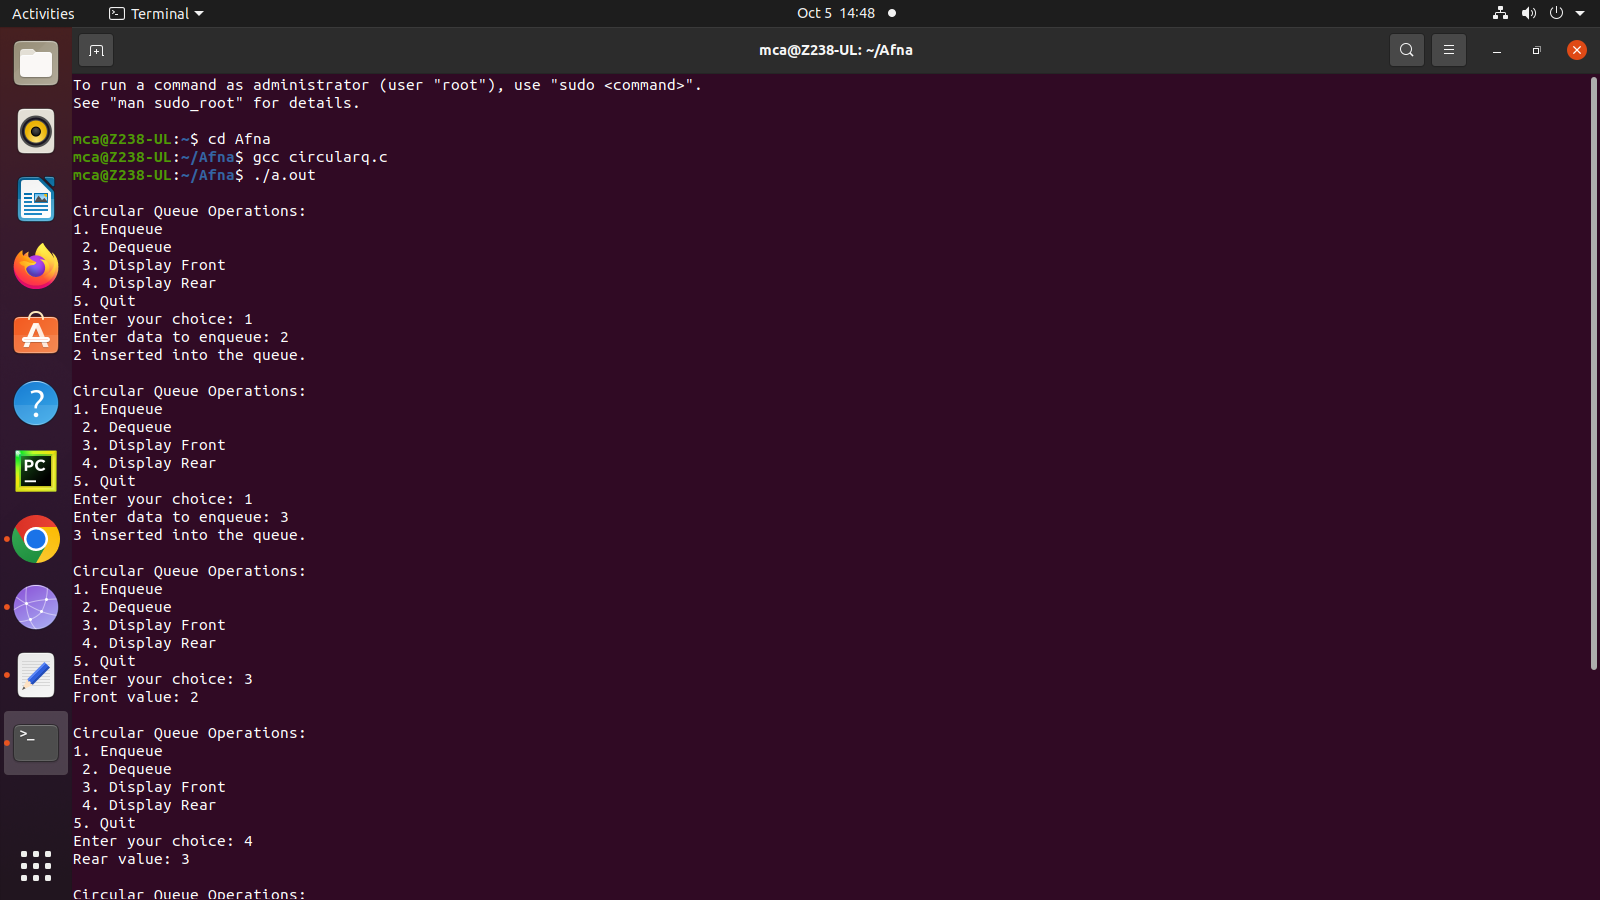 Activities
Terminal
Oct 5 14:48
mca@Z238-UL: ~/Afna
To run a command as administrator (user "root"), use "sudo <command>".
See "man sudo_root" for details.
mca@Z238-UL:~$ cd Afna
mca@Z238-UL:~/Afna$ gcc circularq.c
mca@Z238-UL:~/Afna$ ./a.out
Circular Queue Operations:
1. Enqueue
2. Dequeue
3. Display Front
4. Display Rear
5. Quit
Enter your choice: 1
Enter data to enqueue: 2
2 inserted into the queue.
Circular Queue Operations:
1. Enqueue
2. Dequeue
3. Display Front
4. Display Rear
5. Quit
Enter your choice: 1
Enter data to enqueue: 3
3 inserted into the queue.
Circular Queue Operations:
1. Enqueue
2. Dequeue
3. Display Front
4. Display Rear
5. Quit
Enter your choice: 3
Front value: 2
Circular Queue Operations:
1. Enqueue
2. Dequeue
3. Display Front
4. Display Rear
5. Quit
Enter your choice: 4
Rear value: 3
Circular Queue Operations:
PC